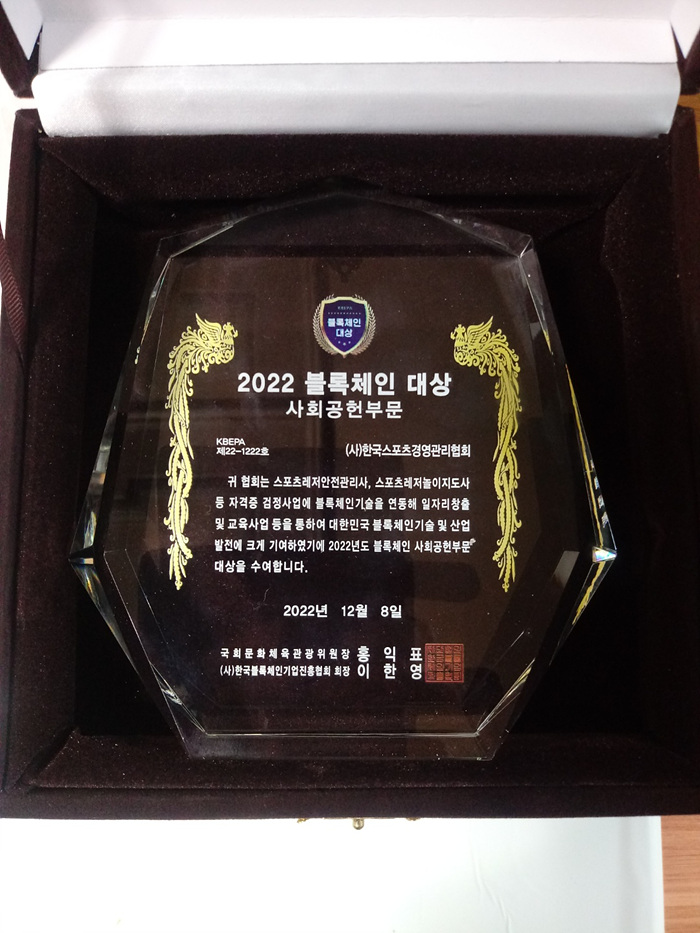 블록체인
대상
2022 블록체인 대상
사회공헌부문
KBEPA
제22-1222호
(사)한국스포츠경영관리협회
귀 협회는 스포츠레저안전관리사, 스포츠레저놀이지도사
등 자격증 검정사업에 블록체인기술을 연동해 일자리창출
및 교육사업 등을 통하여 대한민국 블록체인기술 및 산업
발전에 크게 기여하였기에 2022년도 블록체인 사회공헌부문
대상을 수여합니다.
2022년 12월 8일
국회문화체육관광위원장 홍 익 표
(사)한국블록체인기업진흥협회 회장 이 한 영